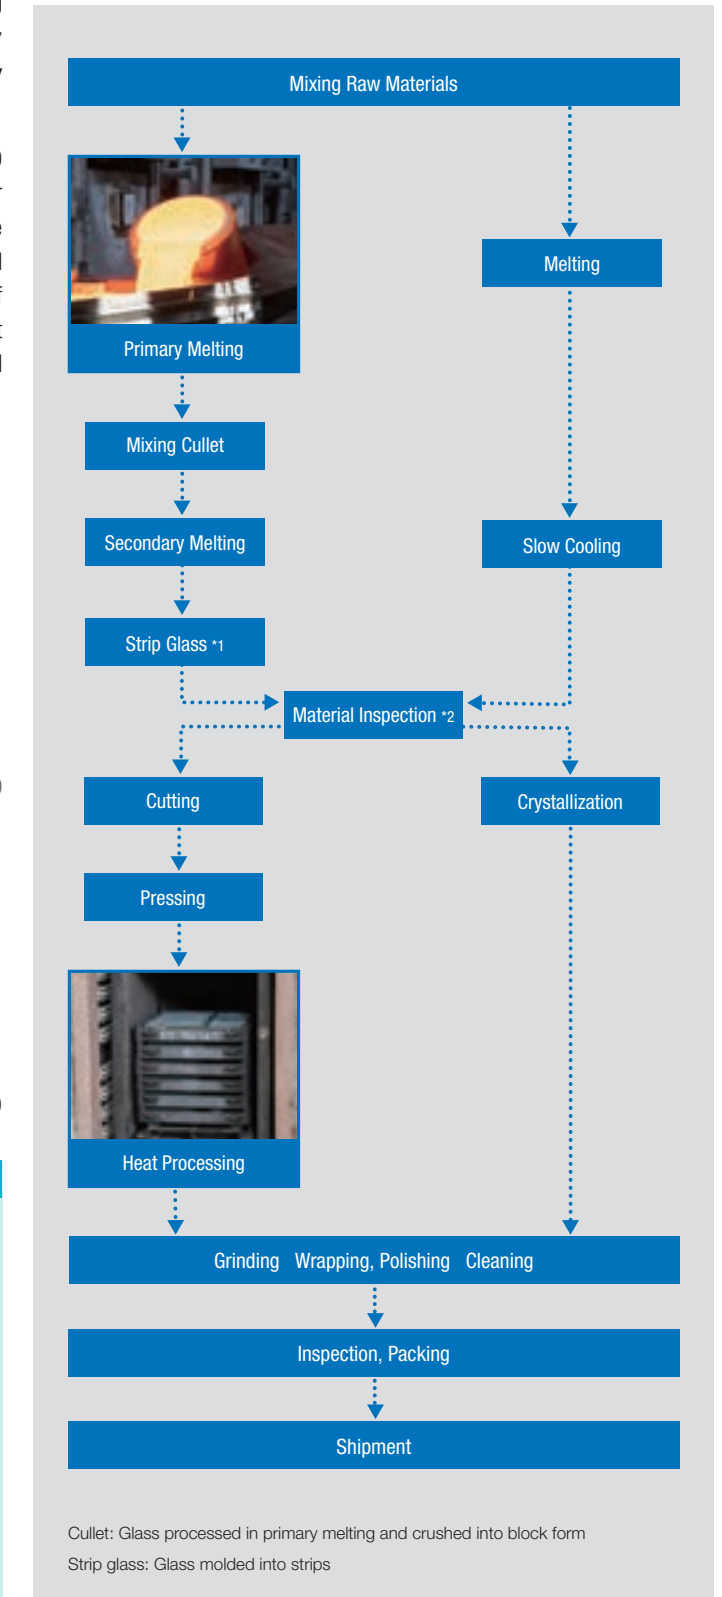 Mixing Raw Materials
Primary Melting
Melting
Mixing Cullet
Secondary Melting
Slow Cooling
Strip Glass *1
Material Inspection *2
Cutting
Crystallization
Pressing
Heat Processing
Grinding Wrapping, Polishing Cleaning
Inspection, Packing
Shipment
Cullet: Glass processed in primary melting and crushed into block form
Strip glass: Glass molded into strips